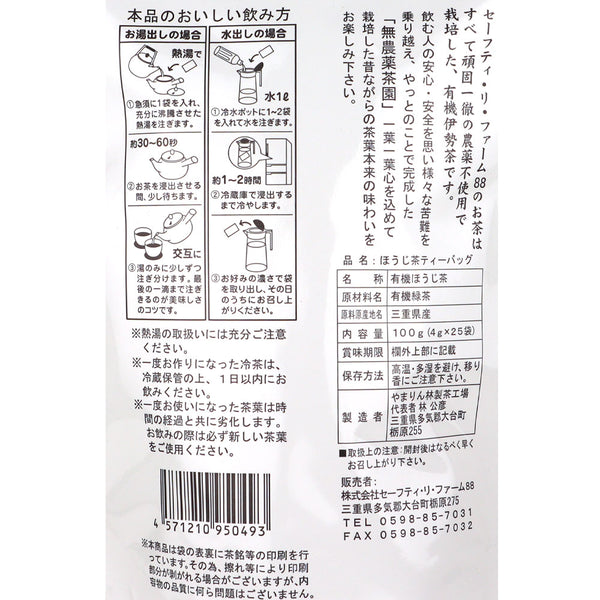 本品のおいしい飲み方
お湯出しの場合
熱湯で
①急須に1袋を入れ、
充分に沸騰させた
熱湯を注ぎます。
約30~60秒
②お茶を浸出させる
間、少し待ちます。
交互に
③湯のみに少しずつ
注ぎ分けます。最
後の一滴まで注ぎ
きるのが美味しさ
のコツです。
水出しの場合
水1ℓ
①冷水ポットに1~2袋
を入れて水を注ぎます。
約1~2時間
②冷蔵庫で浸出する
まで冷やします。
③お好みの濃さで袋
を取り出し、その日
のうちにお召し上
がりください。
※熱湯の取扱いには充分ご注意
ください。
※一度お作りになった冷茶は、
冷蔵保管の上、1日以内にお
飲みください。
※一度お使いになった茶葉は時
間の経過と共に劣化します。
お飲みの際は必ず新しい茶葉
をご使用ください。
4 571210 950493
※本商品は袋の表裏に茶銘等の印刷を行
っています。その為、擦れ等により印刷
部分が剥がれる場合がございますが、内
容物の品質に何ら問題はございません。
セーフティ・リ・ファーム88のお茶は
すべて頑固一徹の農薬不使用で
栽培した、有機伊勢茶です。
飲む人の安心・安全を思い様々な苦難を
乗り越え、やっとのことで完成した
「無農薬茶園」一葉一葉心を込めて
栽培した昔ながらの茶葉本来の味わいを
お楽しみ下さい。
品名:ほうじ茶ティーバッグ
名称 有機ほうじ茶
原材料名 有機緑茶
原料原産地名 三重県産
内容量 100g(4g×25袋)
賞味期限 欄外上部に記載
保存方法 高温・多湿を避け、移り
香にご注意下さい。
製造者 やまりん林製茶工場
代表者 林 公彦
三重県多気郡大台町
栃原255
■取扱上の注意:開封後はなるべく早く
お召し上がり下さい。
販売者:
株式会社セーフティ・リ・ファーム88
三重県多気郡大台町栃原275
TEL 0598-85-7031
FAX 0598-85-7032